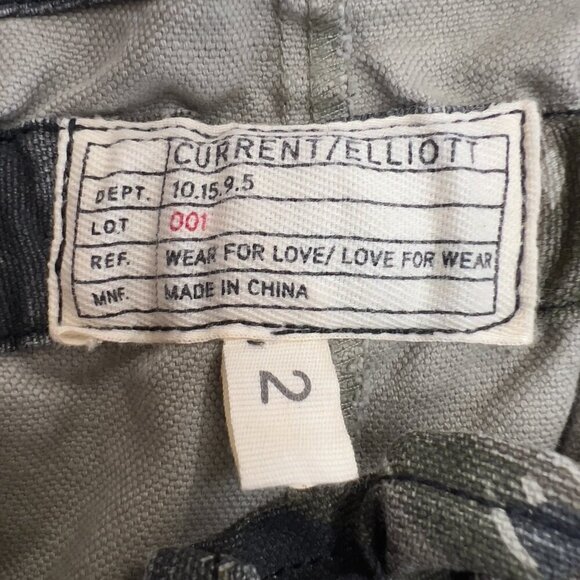 CURRENT/ELLIOTT
DEPT. 10.15.9.5
LOT 001
REF. WEAR FOR LOVE/ LOVE FOR WEAR
MNF. MADE IN CHINA
2